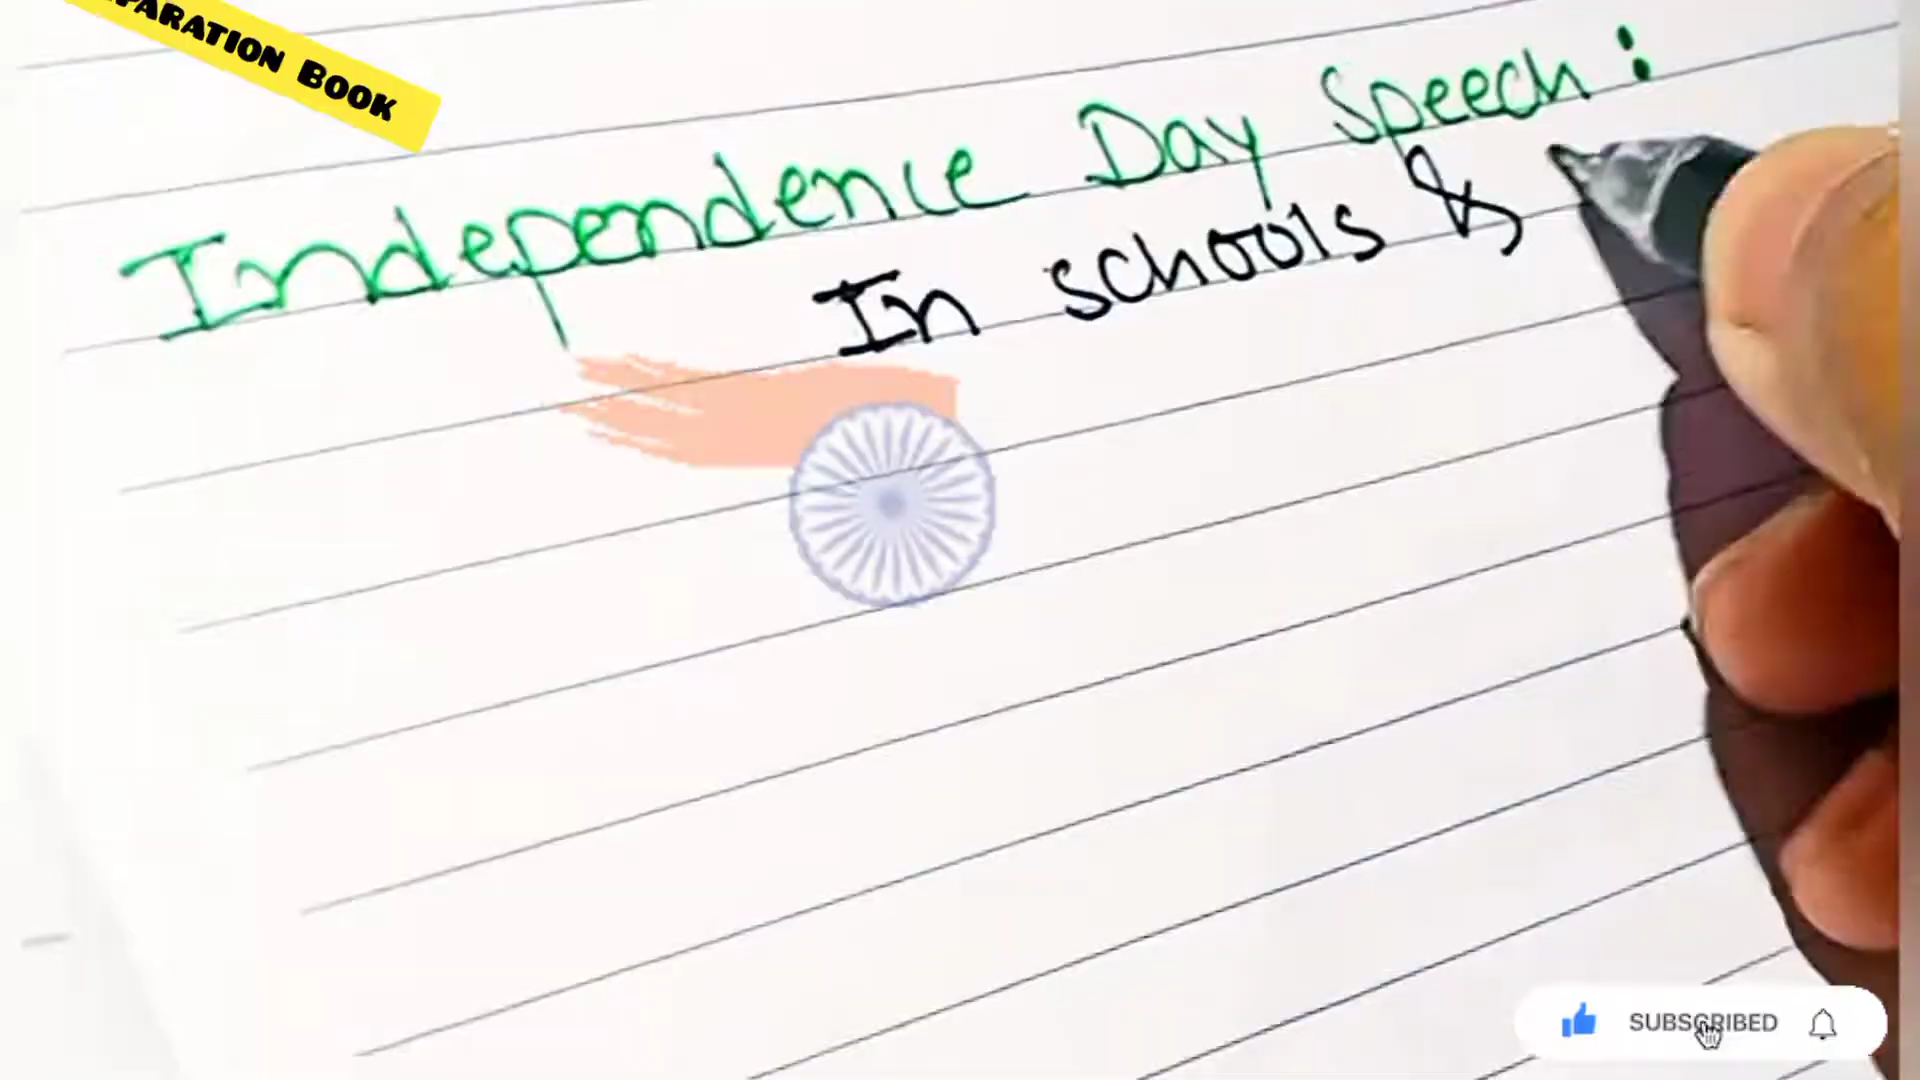 PARATION BOOK
Independence Day Speech:
In schools &
SUBSCRIBED